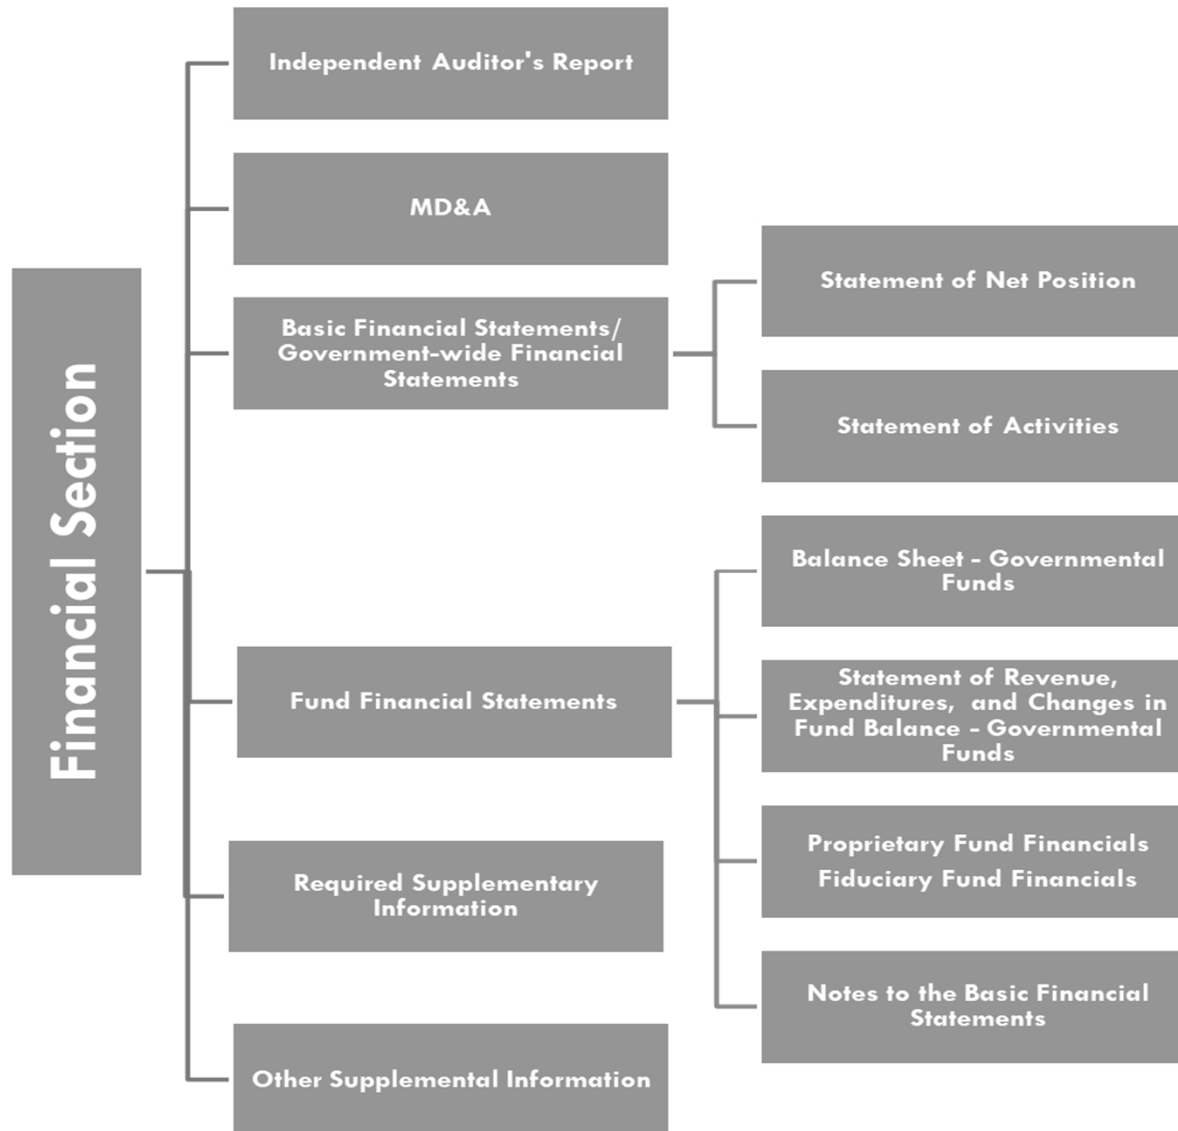 Financial Section
Independent Auditor's Report
MD&A
Basic Financial Statements/
Government-wide Financial
Statements
Statement of Net Position
Statement of Activities
Fund Financial Statements
Balance Sheet - Governmental
Funds
Statement of Revenue,
Expenditures, and Changes in
Fund Balance - Governmental
Funds
Proprietary Fund Financials
Fiduciary Fund Financials
Notes to the Basic Financial
Statements
Required Supplementary
Information
Other Supplemental Information